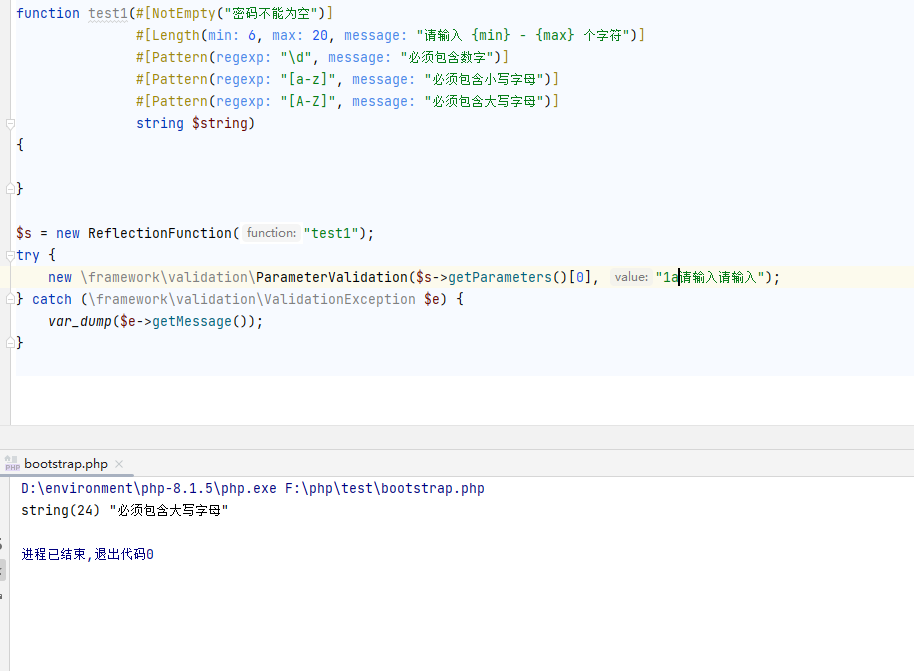 function test1(#[NotEmpty("密码不能为空")]
#[Length(min: 6, max: 20, message: "请输入 {min} - {max} 个字符")]
#[Pattern(regexp: "\d", message: "必须包含数字")]
#[Pattern(regexp: "[a-z]", message: "必须包含小写字母")]
#[Pattern(regexp: "[A-Z]", message: "必须包含大写字母")]
string $string)
{
}
$s = new ReflectionFunction( function: "test1");
try {
new \framework\validation\ParameterValidation($s->getParameters()[0], value: "1a请输入请输入");
} catch (\framework\validation\ValidationException $e) {
var_dump($e->getMessage());
}
bootstrap.php ×
D:\environment\php-8.1.5\php.exe F:\php\test\bootstrap.php
string(24) "必须包含大写字母"
进程已结束,退出代码0